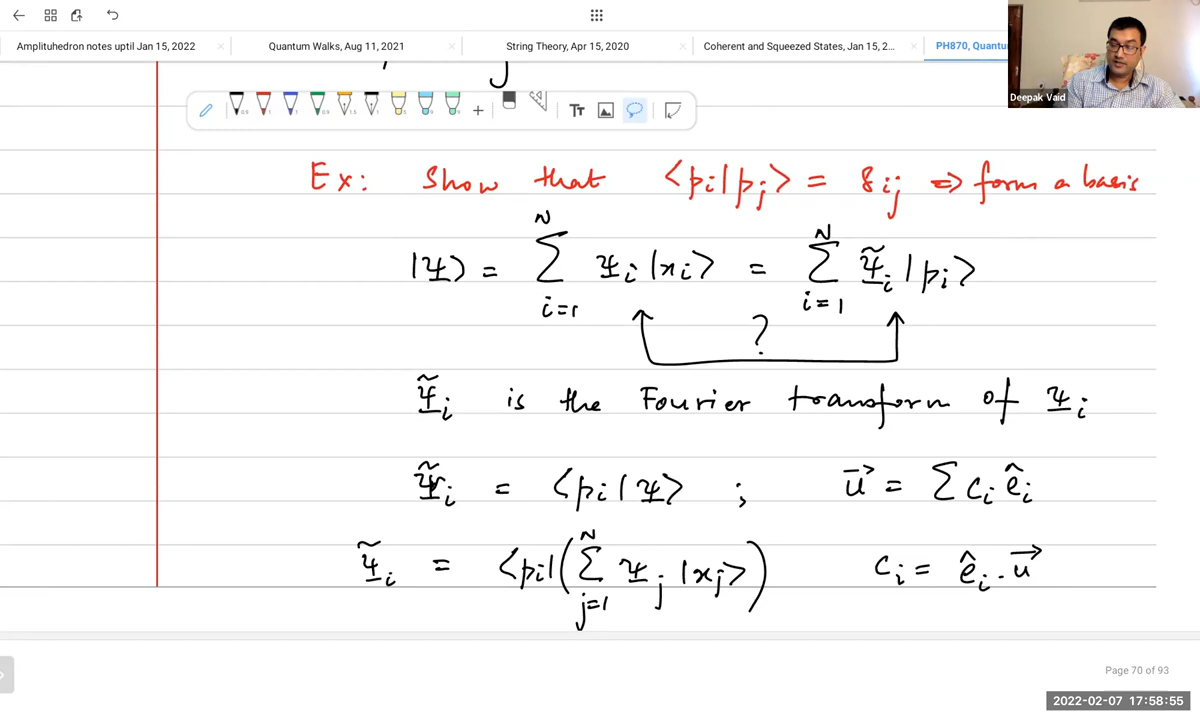 Amplituhedron notes uptil Jan 15, 2022
Quantum Walks, Aug 11, 2021
String Theory, Apr 15, 2020
Coherent and Squeezed States, Jan 15, 2...
PH870, Quantu
Deepak Vaid
Tт
Ex: Show that <pi|pj> = δij ⇒ form a basis
|Ψ> = Σ_{i=1}^{N} Ψi |xi> = Σ_{i=1}^{N} Ψ̃i |pi>
?
Ψ̃i is the Fourier transform of Ψi
Ψ̃i = <pi|Ψ> ; u⃗ = Σ ci êi
Ψ̃i = <pi| (Σ_{j=1}^{N} Ψj |xj>) ci = êi . u⃗
Page 70 of 93
2022-02-07 17:58:55